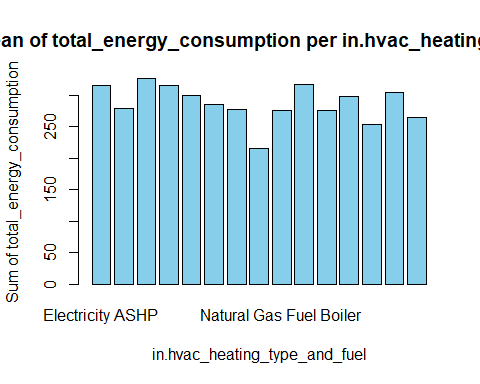 an of total_energy_consumption per in.hvac_heating
Sum of total_energy_consumption
0
50
150
250
Electricity ASHP
Natural Gas Fuel Boiler
in.hvac_heating_type_and_fuel